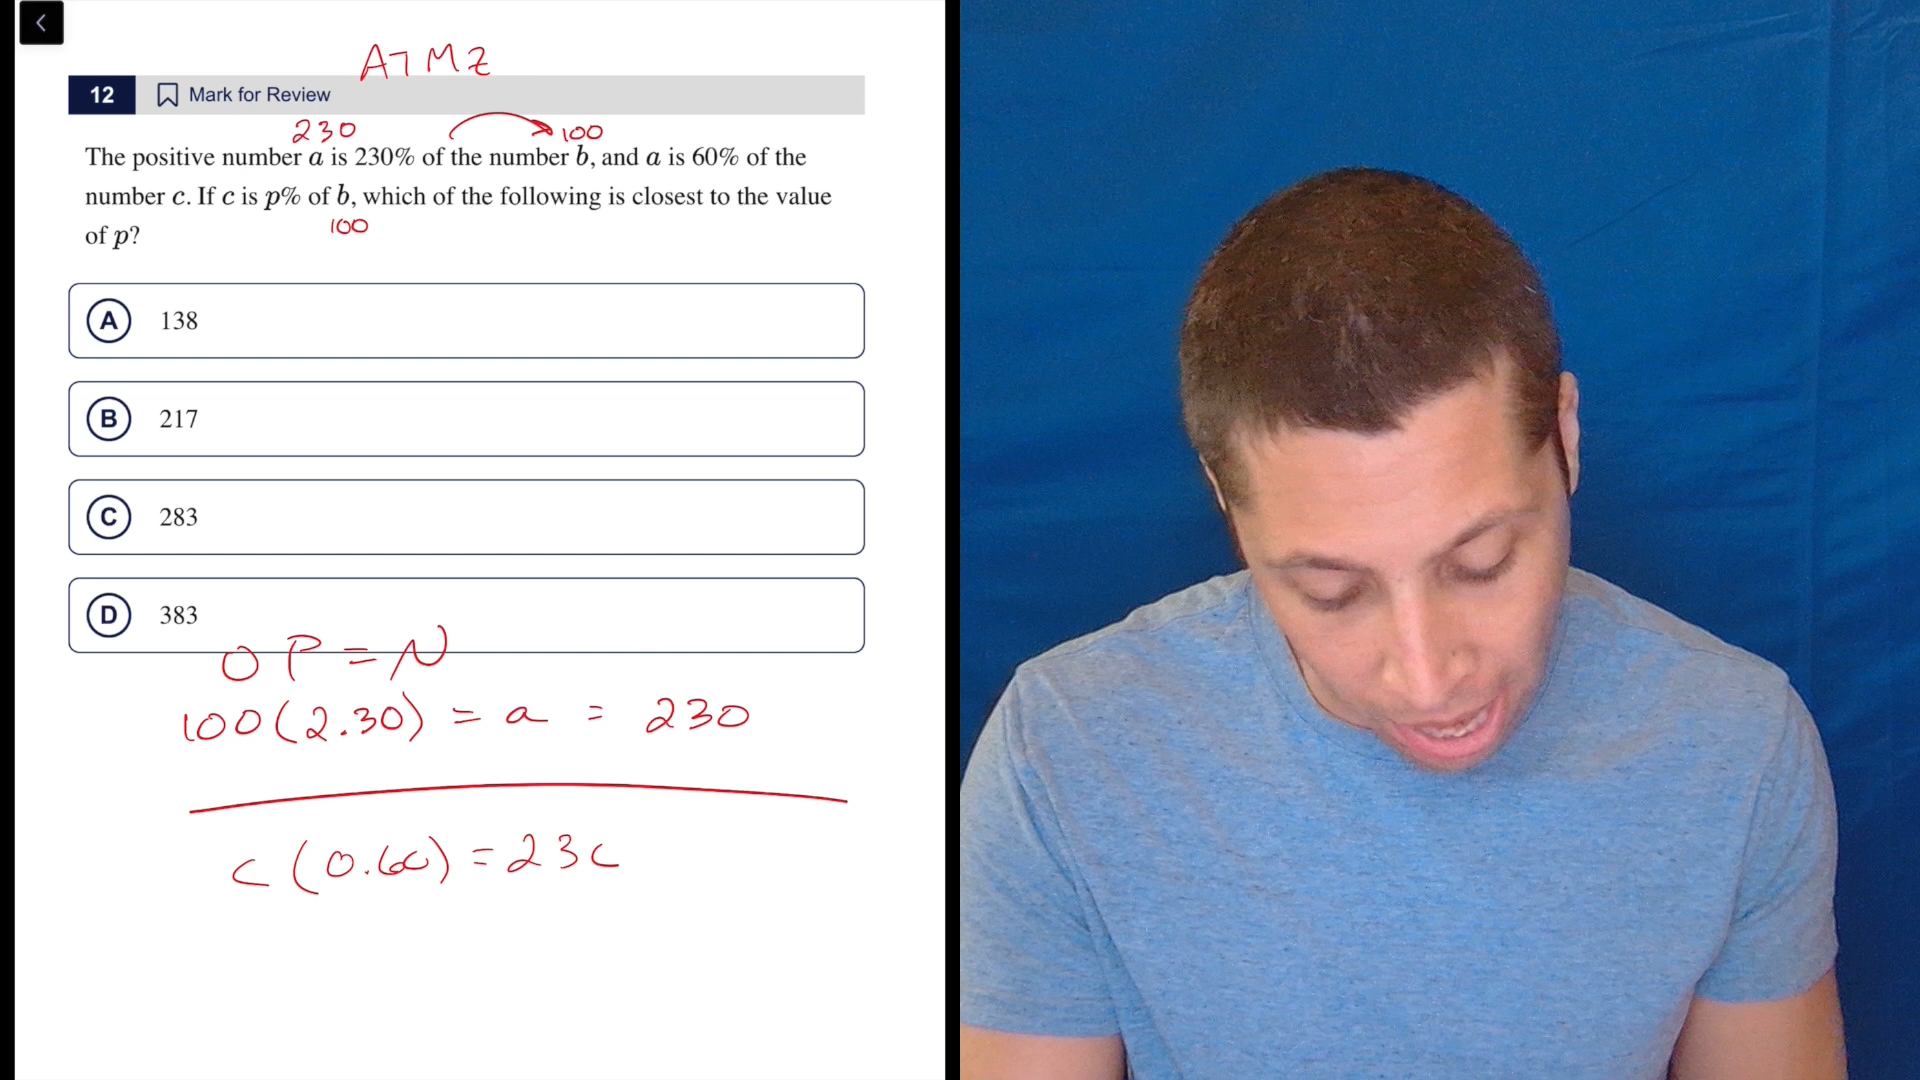 A7MZ
12 Mark for Review
230 100
The positive number a is 230% of the number b, and a is 60% of the
number c. If c is p% of b, which of the following is closest to the value
100
of p?
A 138
B 217
C 283
D 383
O P = N
100(2.30) = a = 230
c (0.60) = 230